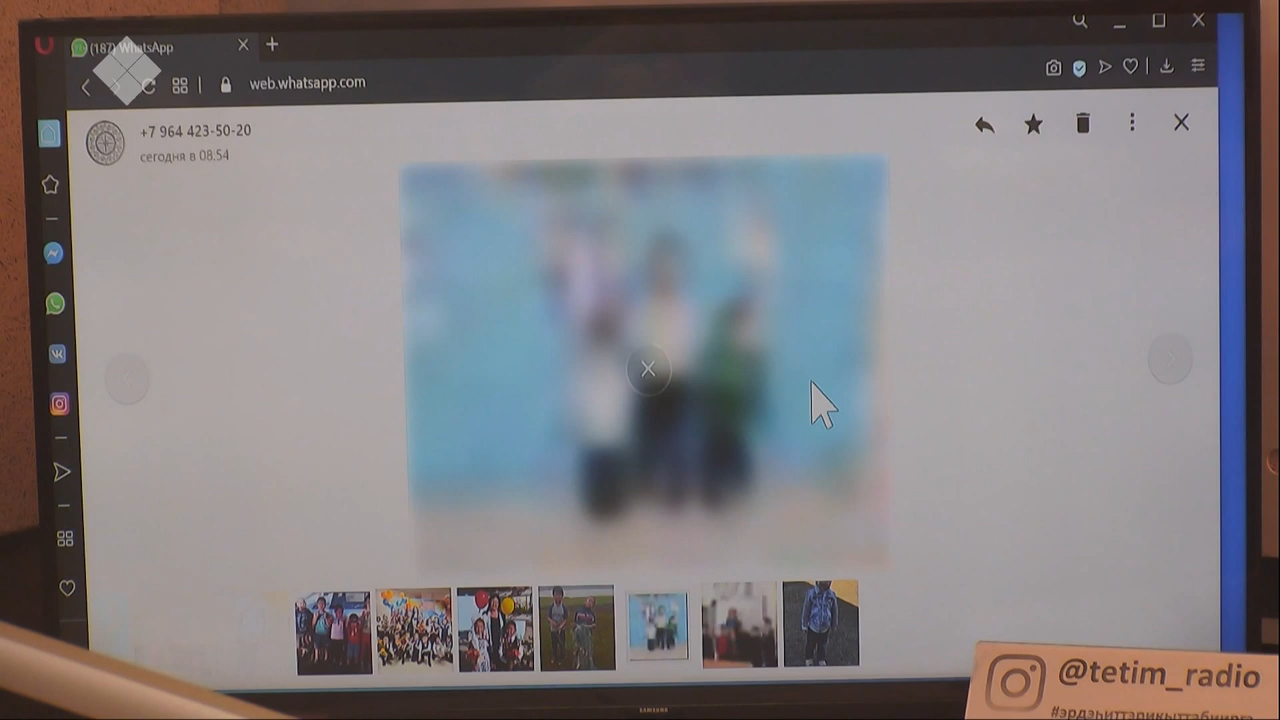 (187) WhatsApp
web.whatsapp.com
+7 964 423-50-20
сегодня в 08:54
SAMSUNG
@tetim_radio